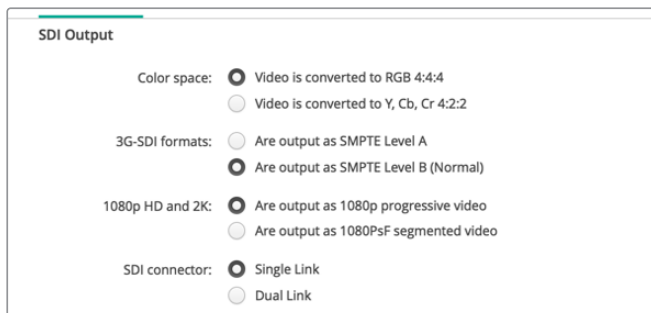 SDI Output
Color space: Video is converted to RGB 4:4:4
Video is converted to Y, Cb, Cr 4:2:2
3G-SDI formats: Are output as SMPTE Level A
Are output as SMPTE Level B (Normal)
1080p HD and 2K: Are output as 1080p progressive video
Are output as 1080PsF segmented video
SDI connector: Single Link
Dual Link